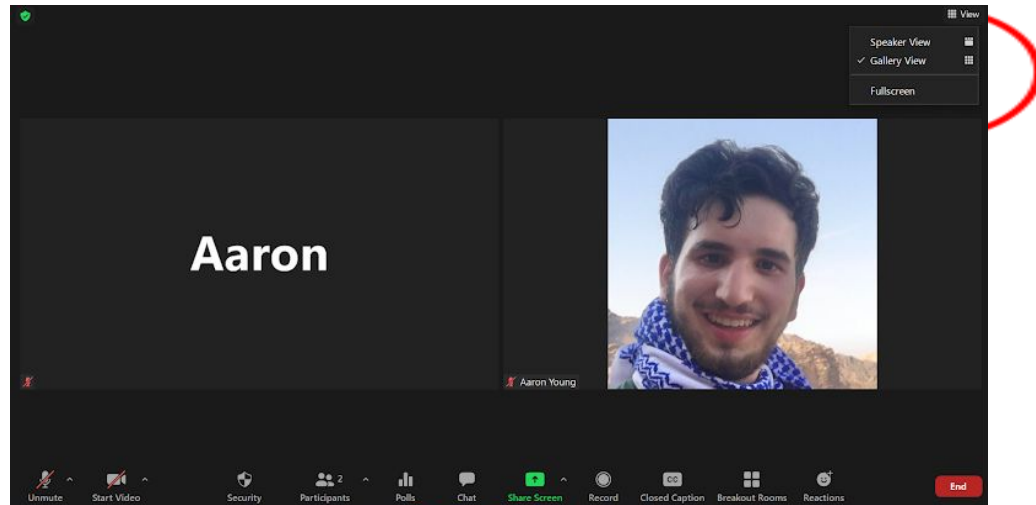 View
Speaker View
Gallery View
Fullscreen
Aaron
Aaron Young
2
CC
Unmute
Start Video
Security
Participants
Polls
Chat
Share Screen
Record
Closed Caption
Breakout Rooms
Reactions
End